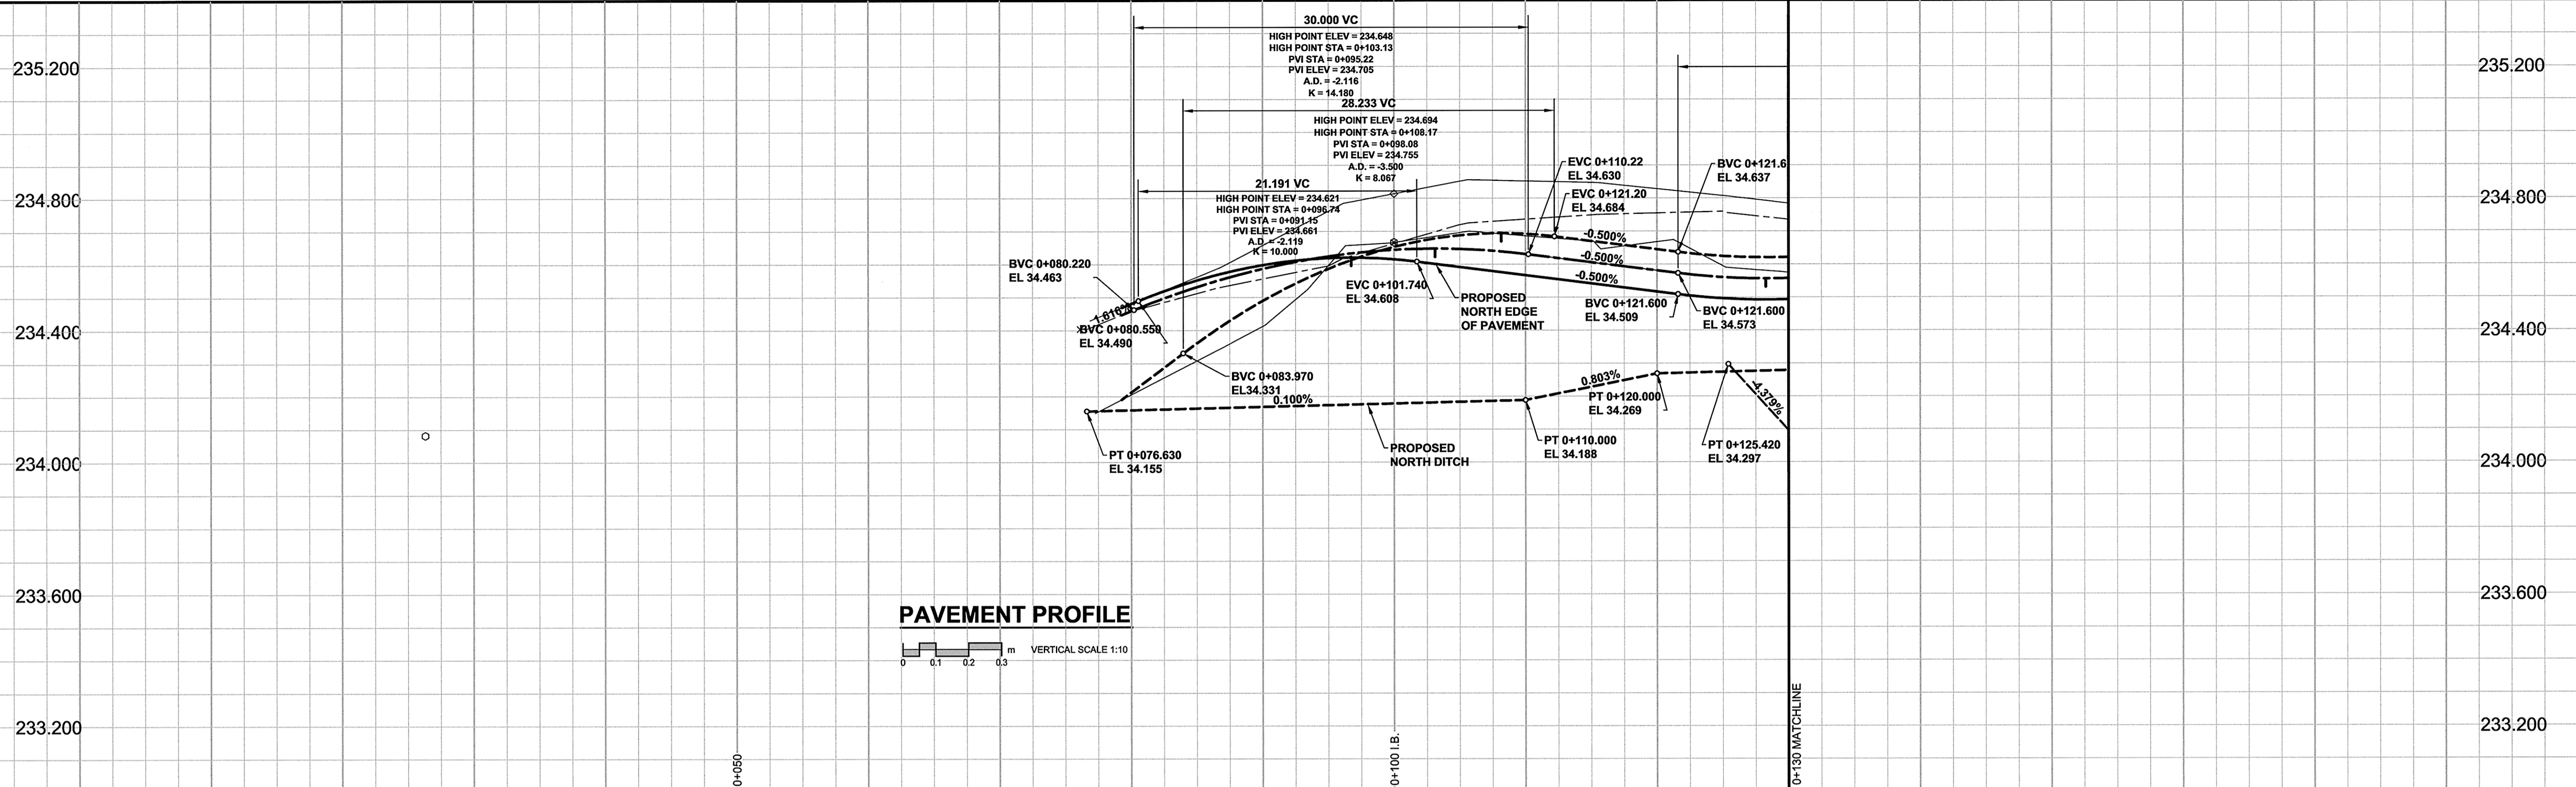 30.000 VC
HIGH POINT ELEV = 234.648
HIGH POINT STA = 0+103.13
PVI STA = 0+095.22
PVI ELEV = 234.705
A.D. = -2.116
K = 14.180
28.233 VC
HIGH POINT ELEV = 234.694
HIGH POINT STA = 0+108.17
PVI STA = 0+098.08
PVI ELEV = 234.755
A.D. = -3.500
K = 8.067
21.191 VC
HIGH POINT ELEV = 234.621
HIGH POINT STA = 0+096.74
PVI STA = 0+091.15
PVI ELEV = 234.661
A.D. = -2.119
K = 10.000
235.200
234.800
234.400
234.000
233.600
233.200
235.200
234.800
234.400
234.000
233.600
233.200
EVC 0+110.22
EL 34.630
EVC 0+121.20
EL 34.684
BVC 0+121.6
EL 34.637
-0.500%
-0.500%
-0.500%
BVC 0+080.220
EL 34.463
BVC 0+080.550
EL 34.490
EVC 0+101.740
EL 34.608
PROPOSED
NORTH EDGE
OF PAVEMENT
BVC 0+121.600
EL 34.509
BVC 0+121.600
EL 34.573
BVC 0+083.970
EL34.331
0.100%
0.803%
-4.379%
PT 0+120.000
EL 34.269
PT 0+076.630
EL 34.155
PROPOSED
NORTH DITCH
PT 0+110.000
EL 34.188
PT 0+125.420
EL 34.297
PAVEMENT PROFILE
m VERTICAL SCALE 1:10
0 0.1 0.2 0.3
0+050
0+100 I.B.
0+130 MATCHLINE